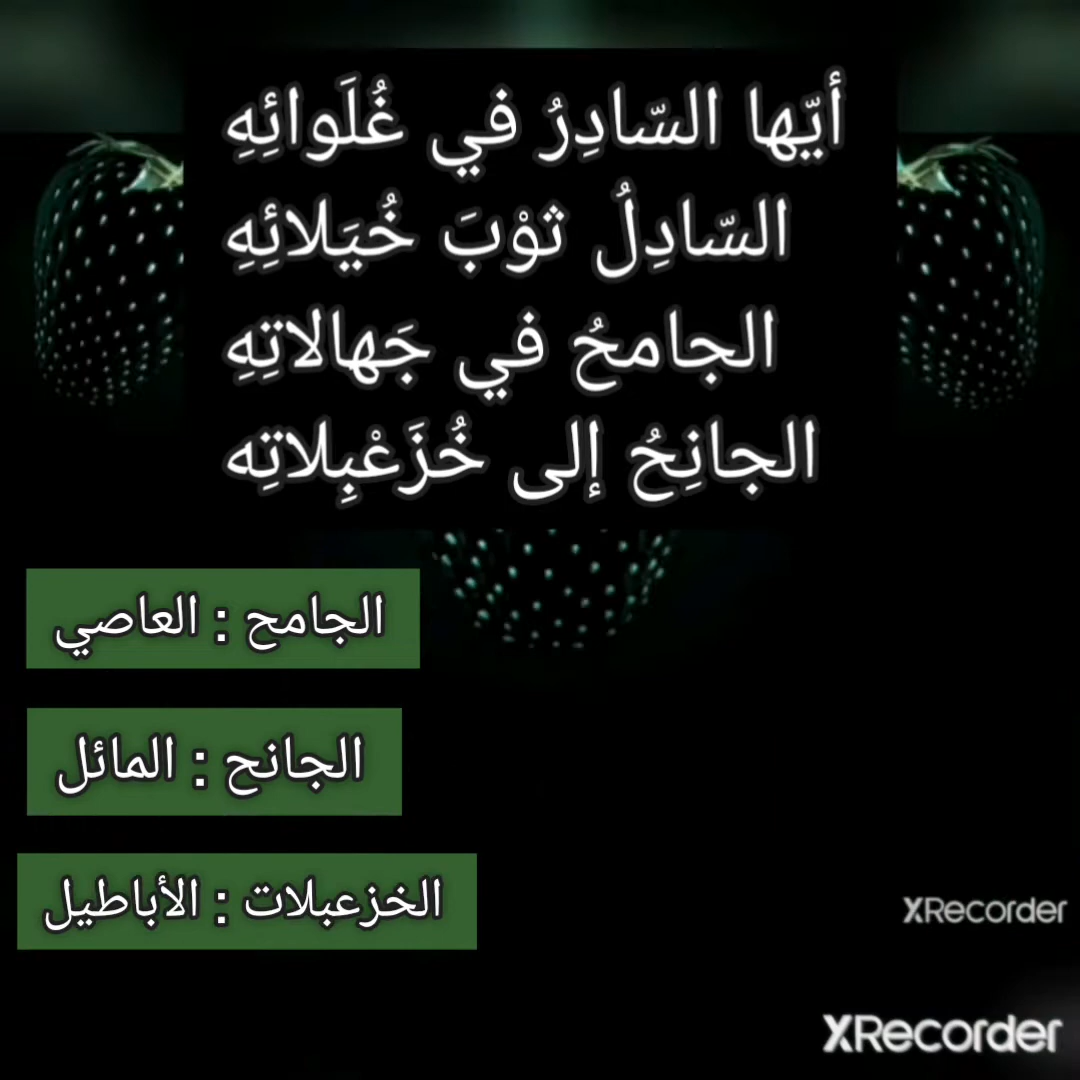 أيّها السّادِرُ في غُلَوائِهِ
السّادِلُ ثوْبَ خُيَلائِهِ
الجامحُ في جَهالاتِهِ
الجانِحُ إلى خُزَعْبِلاتِه
الجامح : العاصي
الجانح : المائل
الخزعبلات : الأباطيل
XRecorder
XRecorder